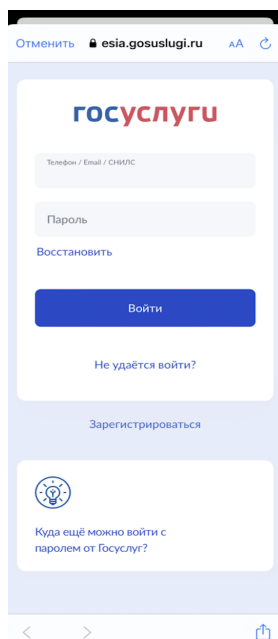 Отменить esia.gosuslugi.ru AA
госуслуги
Телефон / Email / СНИЛС
Пароль
Восстановить
Войти
Не удаётся войти?
Зарегистрироваться
Куда ещё можно войти с
паролем от Госуслуг?